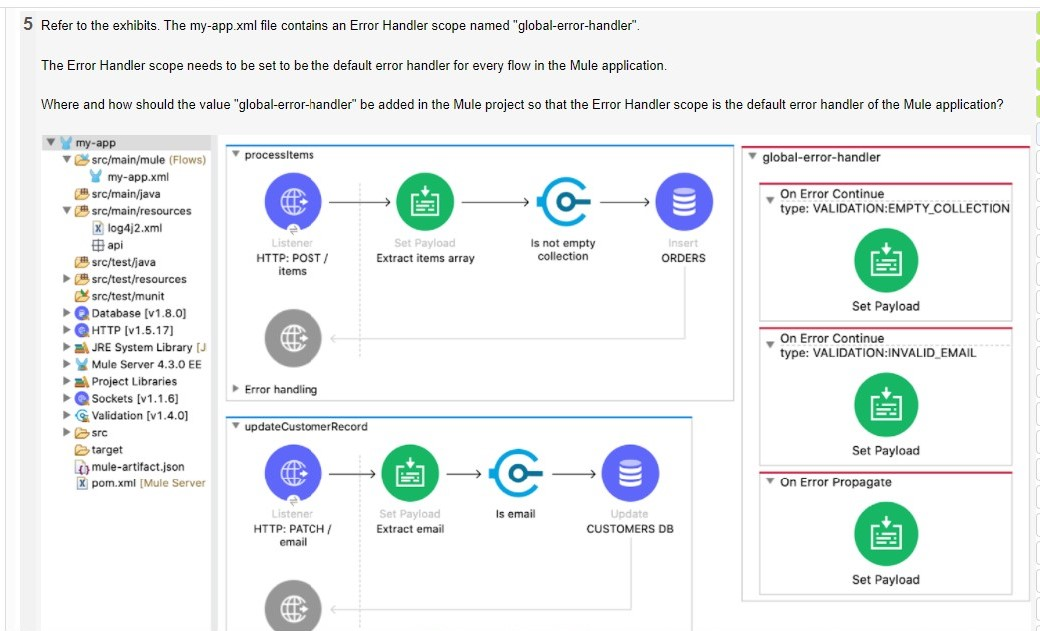 5 Refer to the exhibits. The my-app.xml file contains an Error Handler scope named "global-error-handler".
The Error Handler scope needs to be set to be the default error handler for every flow in the Mule application.
Where and how should the value "global-error-handler" be added in the Mule project so that the Error Handler scope is the default error handler of the Mule application?
my-app
src/main/mule (Flows)
my-app.xml
src/main/java
src/main/resources
log4j2.xml
api
src/test/java
src/test/resources
src/test/munit
Database [v1.8.0]
HTTP [v1.5.17]
JRE System Library [J
Mule Server 4.3.0 EE
Project Libraries
Sockets [v1.1.6]
Validation [v1.4.0]
src
target
mule-artifact.json
pom.xml [Mule Server
processItems
Listener
HTTP: POST /
items
Set Payload
Extract items array
Is not empty
collection
Insert
ORDERS
Error handling
updateCustomerRecord
Listener
HTTP: PATCH /
email
Set Payload
Extract email
Is email
Update
CUSTOMERS DB
global-error-handler
On Error Continue
type: VALIDATION:EMPTY_COLLECTION
Set Payload
On Error Continue
type: VALIDATION:INVALID_EMAIL
Set Payload
On Error Propagate
Set Payload